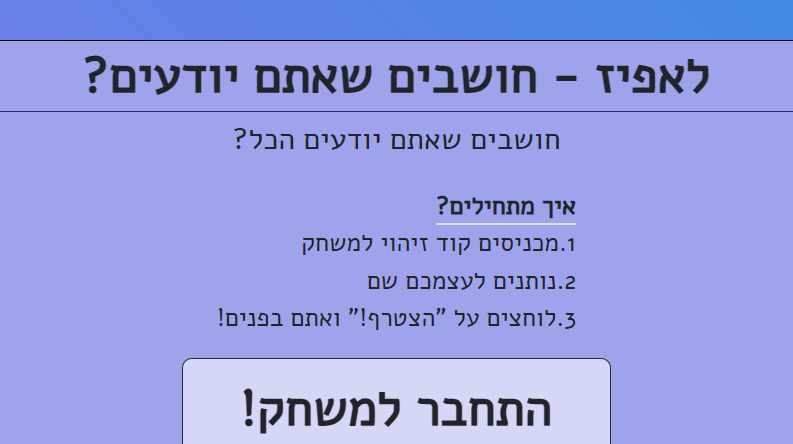 לאפיז - חושבים שאתם יודעים?
חושבים שאתם יודעים הכל?
איך מתחילים?
1.מכניסים קוד זיהוי למשחק
2.נותנים לעצמכם שם
3.לוחצים על "הצטרף!" ואתם בפנים!
התחבר למשחק!